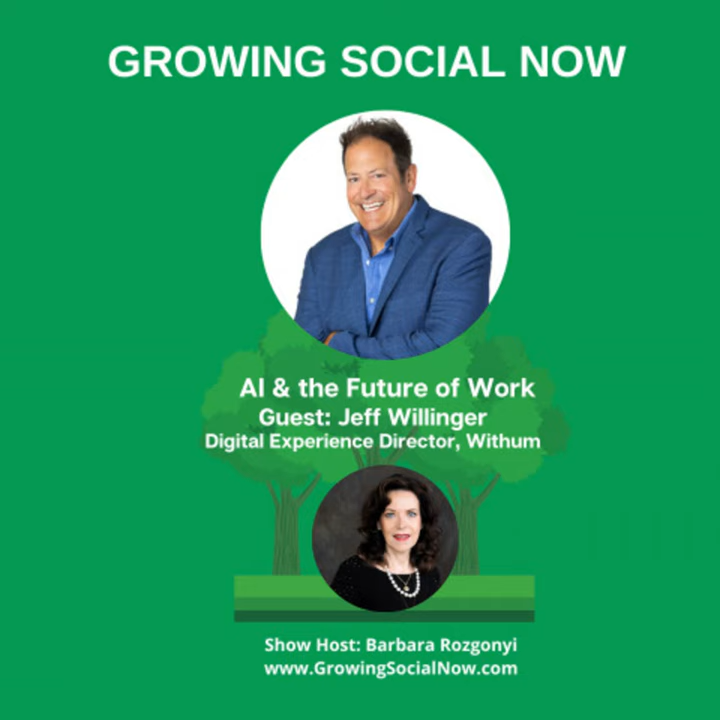 GROWING SOCIAL NOW
AI & the Future of Work
Guest: Jeff Willinger
Digital Experience Director, Withum
Show Host: Barbara Rozgonyi
www.GrowingSocialNow.com